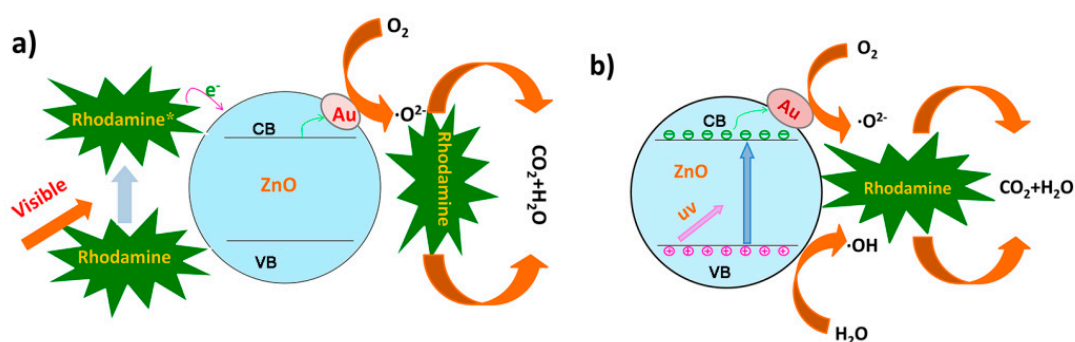 a)
O₂
Rhodamine*
e⁻
CB
Au
·O²⁻
ZnO
Visible
Rhodamine
VB
Rhodamine
CO₂+H₂O
b)
O₂
CB
Au
·O²⁻
ZnO
uv
Rhodamine
CO₂+H₂O
·OH
VB
H₂O